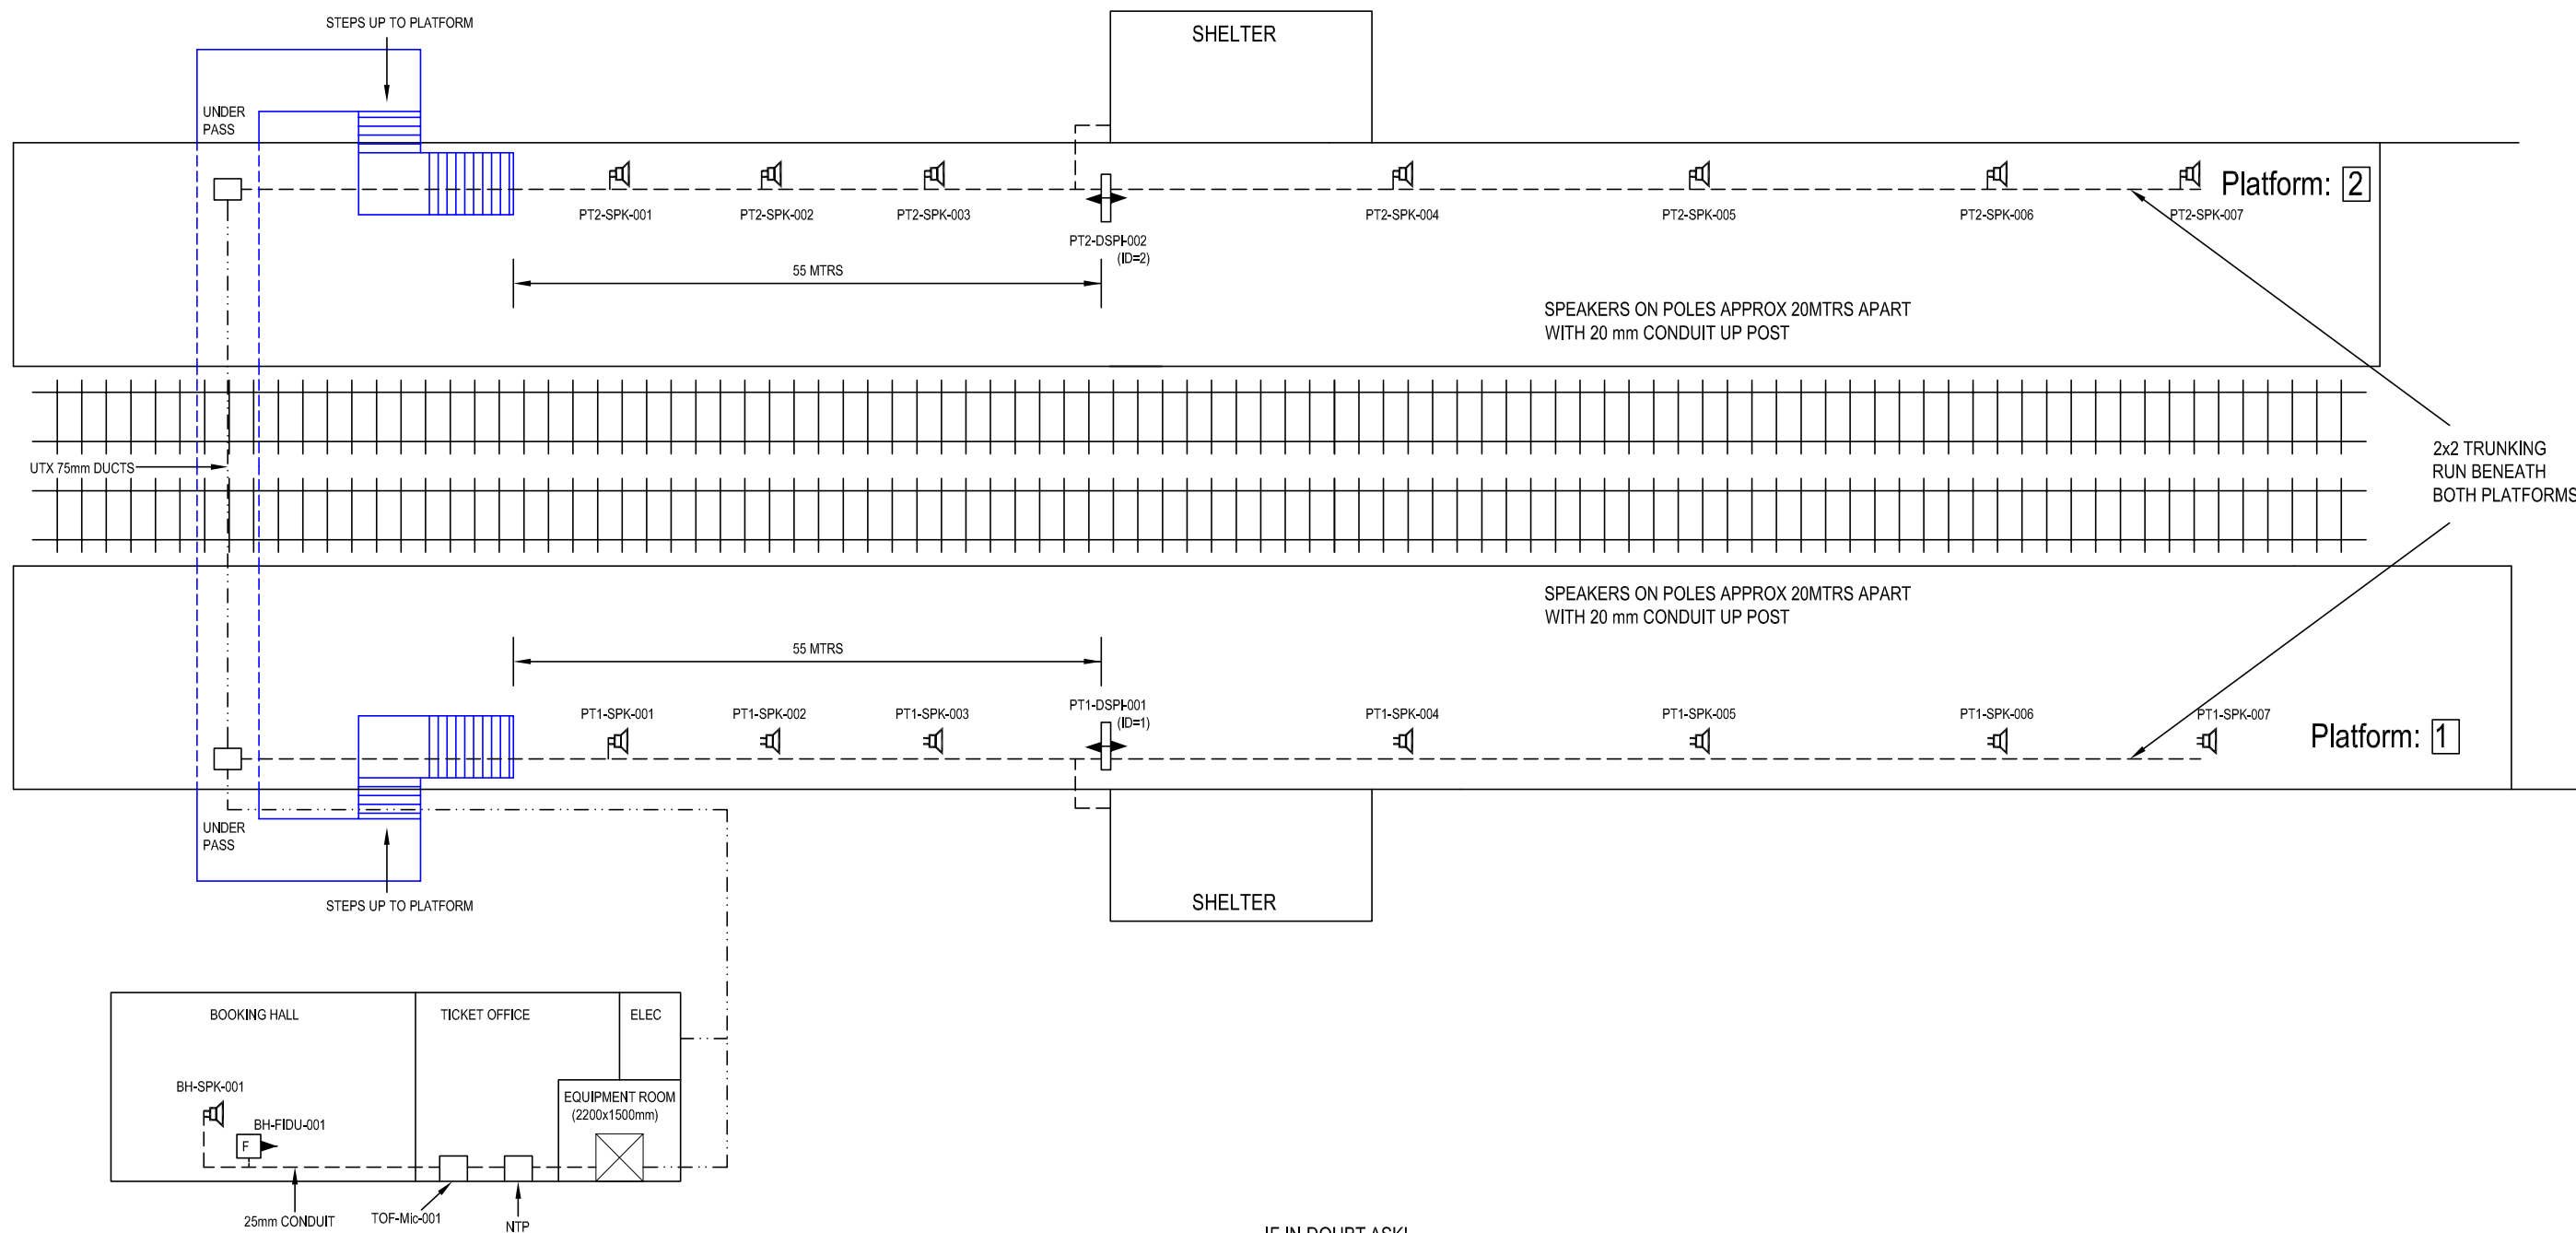 STEPS UP TO PLATFORM
SHELTER
UNDER
PASS
PT2-SPK-001
PT2-SPK-002
PT2-SPK-003
PT2-DSPI-002
(ID=2)
PT2-SPK-004
PT2-SPK-005
PT2-SPK-006
PT2-SPK-007
Platform: 2
55 MTRS
SPEAKERS ON POLES APPROX 20MTRS APART
WITH 20 mm CONDUIT UP POST
UTX 75mm DUCTS
2x2 TRUNKING
RUN BENEATH
BOTH PLATFORMS
SPEAKERS ON POLES APPROX 20MTRS APART
WITH 20 mm CONDUIT UP POST
55 MTRS
PT1-SPK-001
PT1-SPK-002
PT1-SPK-003
PT1-DSPI-001
(ID=1)
PT1-SPK-004
PT1-SPK-005
PT1-SPK-006
PT1-SPK-007
Platform: 1
UNDER
PASS
STEPS UP TO PLATFORM
SHELTER
BOOKING HALL
TICKET OFFICE
ELEC
BH-SPK-001
BH-FIDU-001
F
EQUIPMENT ROOM
(2200x1500mm)
25mm CONDUIT
TOF-Mic-001
NTP
IF IN DOUBT ASK!